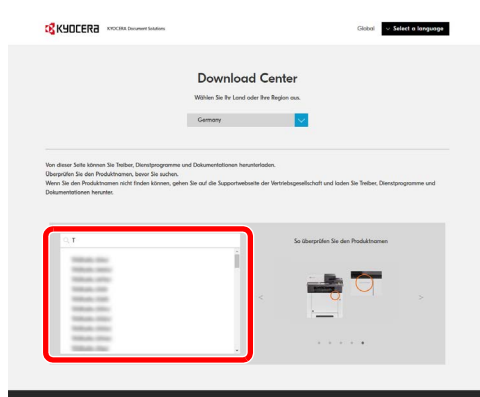 KYOCERA KYOCERA Document Solutions
Global Select a language
Download Center
Wählen Sie Ihr Land oder Ihre Region aus.
Germany
Von dieser Seite können Sie Treiber, Dienstprogramme und Dokumentationen herunterladen.
Überprüfen Sie den Produktnamen, bevor Sie suchen.
Wenn Sie den Produktnamen nicht finden können, gehen Sie auf die Supportwebseite der Vertriebsgesellschaft und laden Sie Treiber, Dienstprogramme und
Dokumentationen herunter.
T
So überprüfen Sie den Produktnamen
< >